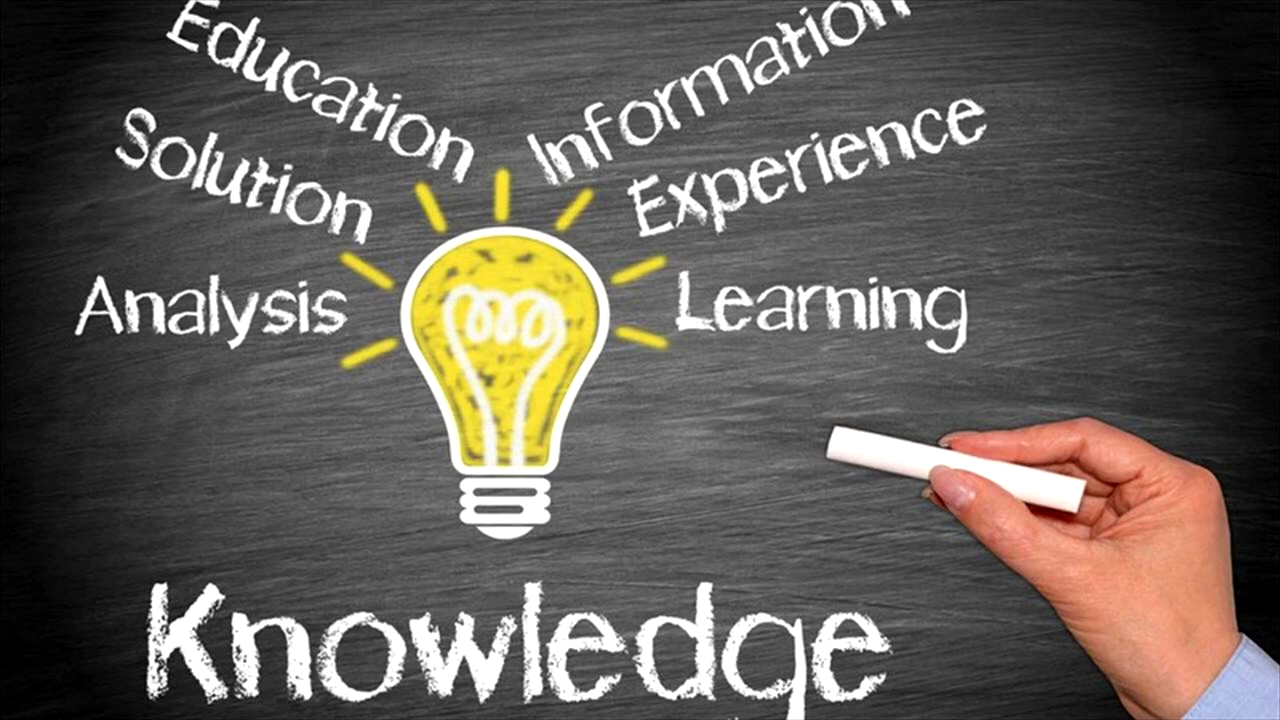 Education
Information
Solution
Experience
Analysis
Learning
Knowledge